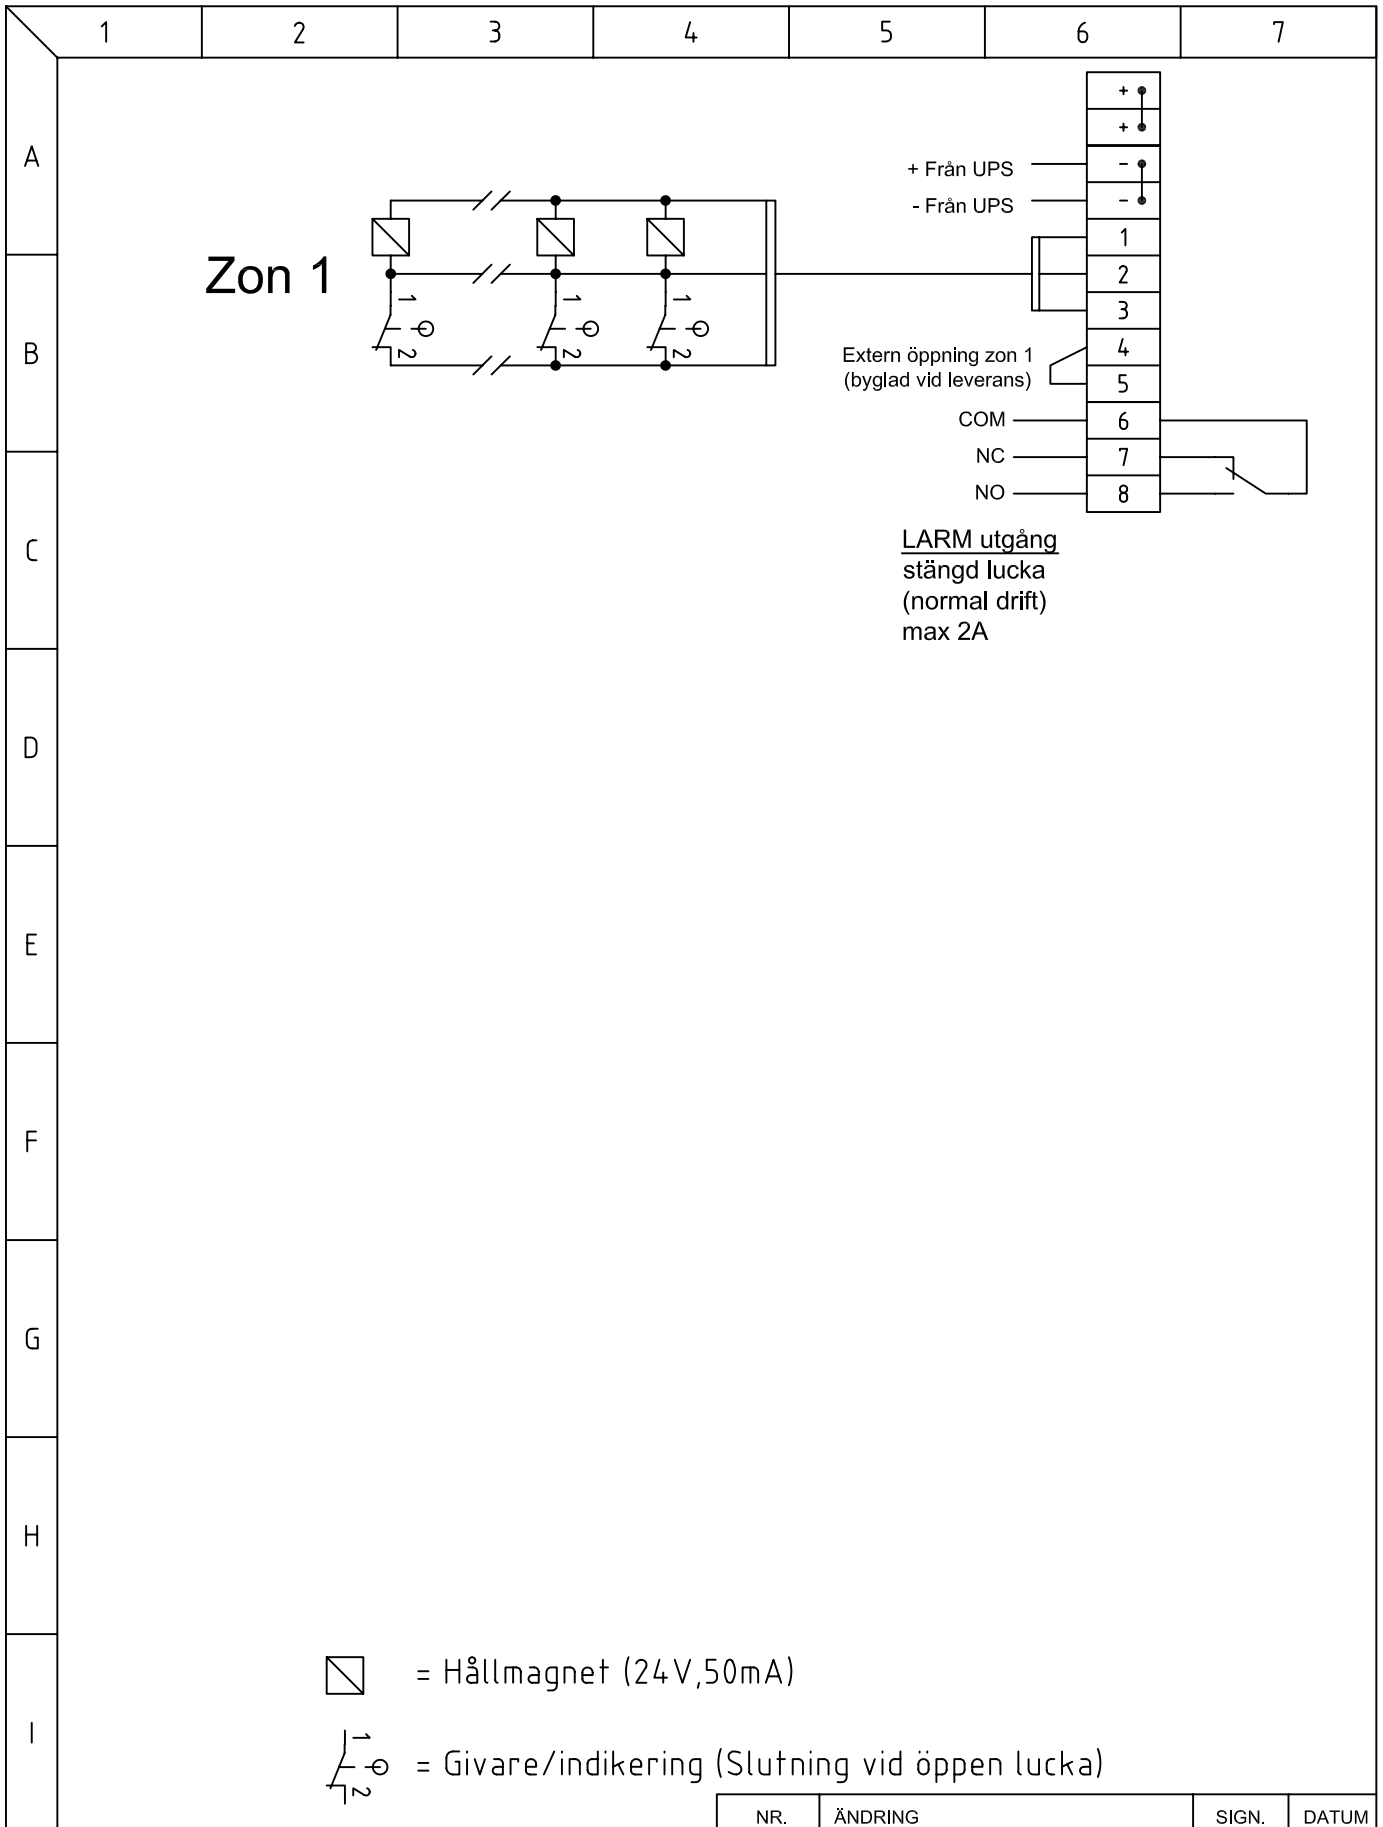 1 2 3 4 5 6 7
A
B
C
D
E
F
G
H
I
+
+
+ Från UPS -
- Från UPS -
1
2
3
4
5
6
7
8
Zon 1
1 1 1
2 2 2
Extern öppning zon 1
(byglad vid leverans)
COM
NC
NO
LARM utgång
stängd lucka
(normal drift)
max 2A
= Hållmagnet (24V,50mA)
1
2
= Givare/indikering (Slutning vid öppen lucka)
NR. ÄNDRING SIGN. DATUM